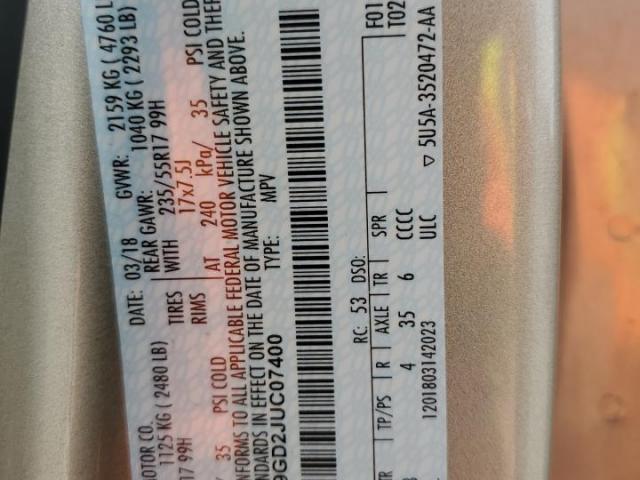 OTOR CO. DATE: 03/18 GVWR: 2159 KG ( 4760 L
1125 KG ( 2480 LB) REAR GAWR: 1040 KG ( 2293 LB)
17 99H TIRES WITH 235/55R17 99H
RIMS 17x7.5J
35 PSI COLD AT 240 kPa/ 35 PSI COLD
NFORMS TO ALL APPLICABLE FEDERAL MOTOR VEHICLE SAFETY AND THEF
NDARDS IN EFFECT ON THE DATE OF MANUFACTURE SHOWN ABOVE.
9GD2JUC07400 TYPE: MPV
F01
T02
RC: 53 DSO:
TP/PS R AXLE TR SPR
4 35 6 CCCC
ULC
1201803142023 ▽ 5U5A-3520472-AA